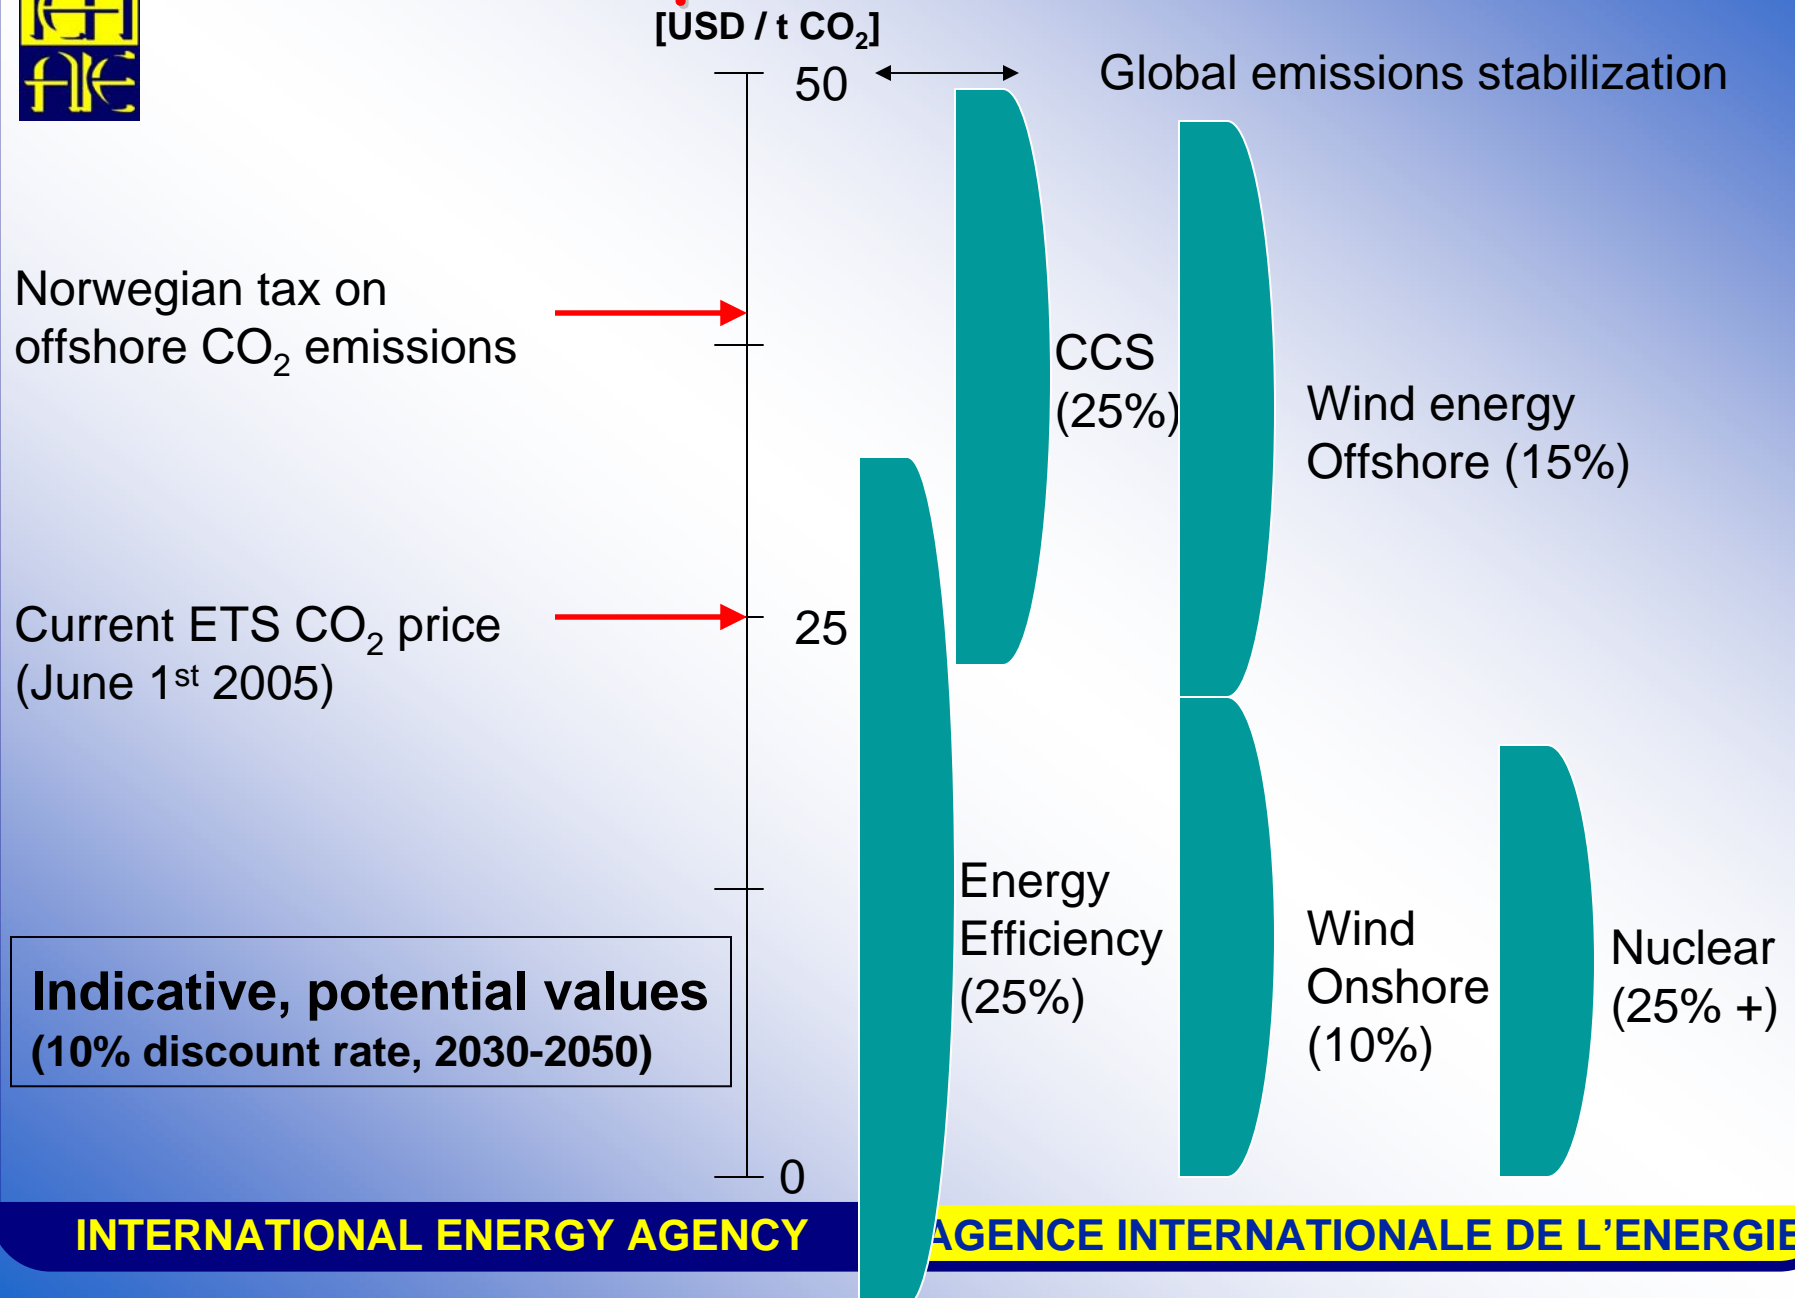 [USD / t CO₂]
50
Global emissions stabilization
Norwegian tax on
offshore CO₂ emissions
CCS
(25%)
Wind energy
Offshore (15%)
Current ETS CO₂ price
(June 1st 2005)
25
Energy
Efficiency
(25%)
Wind
Onshore
(10%)
Nuclear
(25% +)
Indicative, potential values
(10% discount rate, 2030-2050)
0
INTERNATIONAL ENERGY AGENCY
AGENCE INTERNATIONALE DE L’ENERGIE